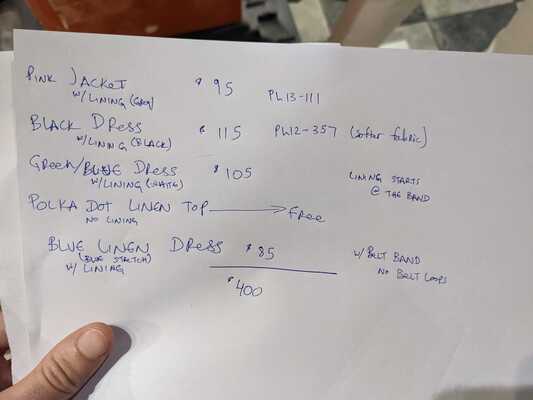 PINK JACKET $95 PL13-111
W/ LINING (GREY)
BLACK DRESS $115 PL12-357 (softer fabric)
W/ LINING (BLACK)
GREEN/BLUE DRESS $105 LINING STARTS
W/ LINING (WHITE) @ THE BAND
POLKA DOT LINEN TOP → FREE
NO LINING
BLUE LINEN DRESS $85 W/ BELT BAND
(BLUE STRETCH) NO BELT LOOPS
W/ LINING
$400